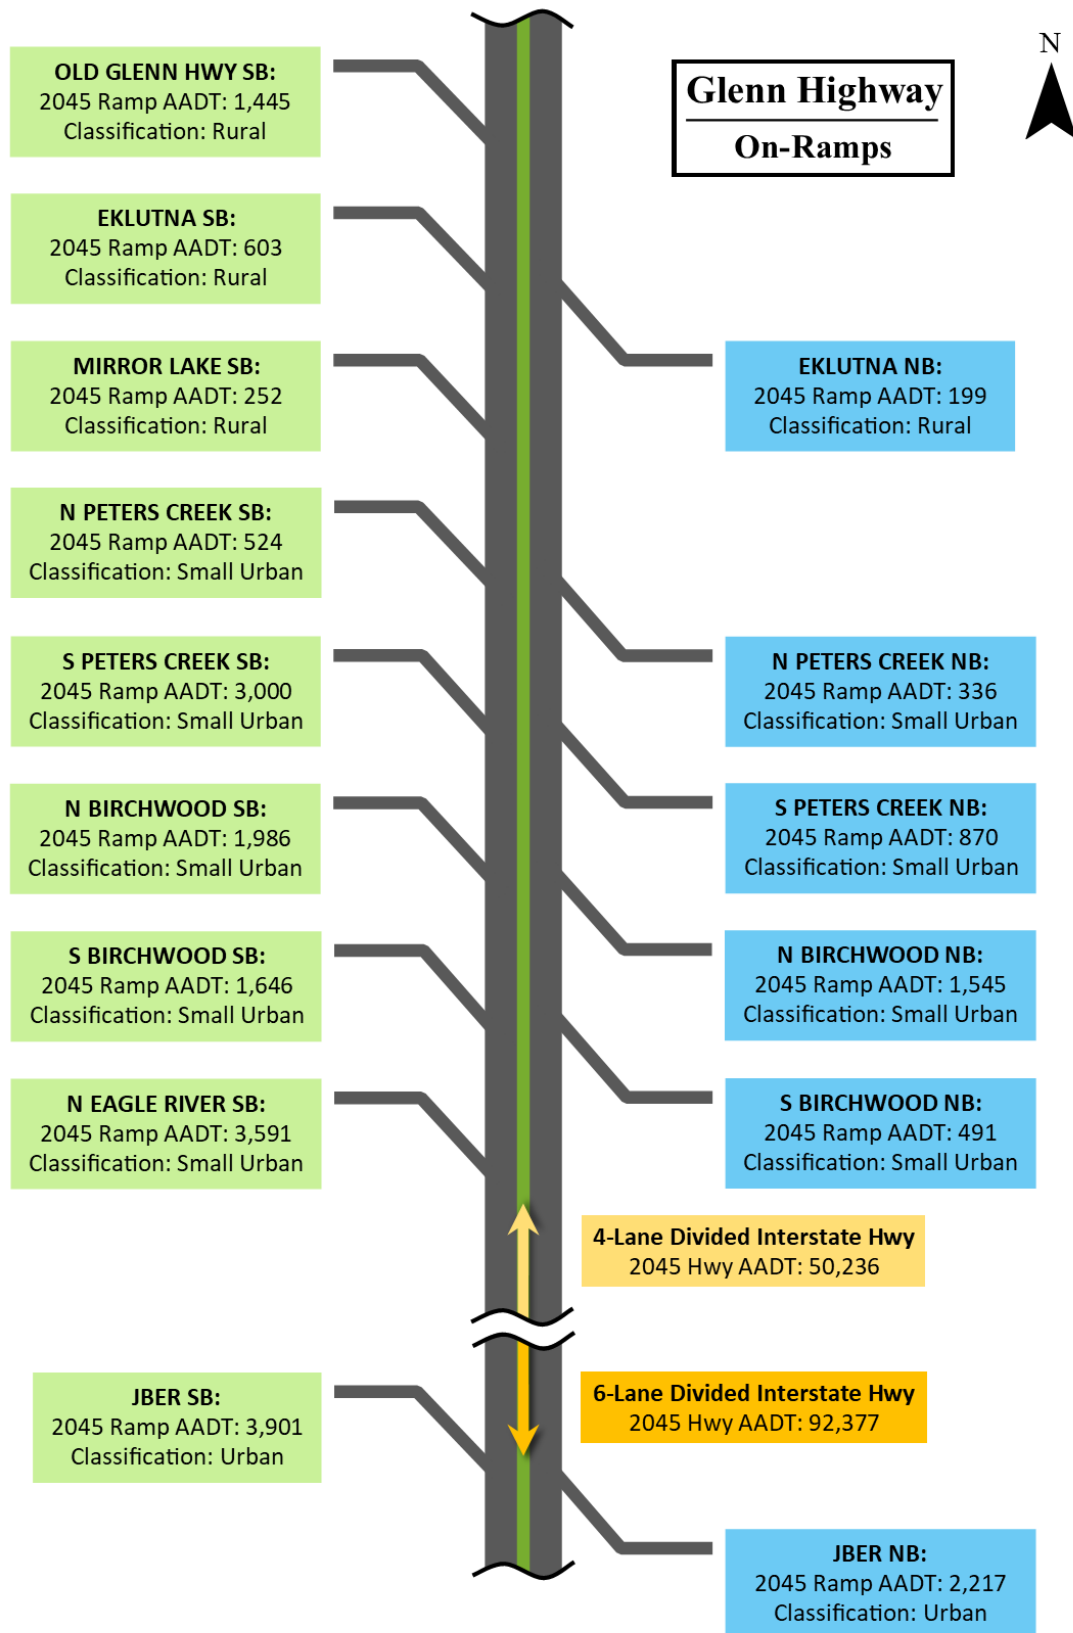 N
Glenn Highway
On-Ramps
OLD GLENN HWY SB:
2045 Ramp AADT: 1,445
Classification: Rural
EKLUTNA SB:
2045 Ramp AADT: 603
Classification: Rural
MIRROR LAKE SB:
2045 Ramp AADT: 252
Classification: Rural
EKLUTNA NB:
2045 Ramp AADT: 199
Classification: Rural
N PETERS CREEK SB:
2045 Ramp AADT: 524
Classification: Small Urban
S PETERS CREEK SB:
2045 Ramp AADT: 3,000
Classification: Small Urban
N PETERS CREEK NB:
2045 Ramp AADT: 336
Classification: Small Urban
N BIRCHWOOD SB:
2045 Ramp AADT: 1,986
Classification: Small Urban
S PETERS CREEK NB:
2045 Ramp AADT: 870
Classification: Small Urban
S BIRCHWOOD SB:
2045 Ramp AADT: 1,646
Classification: Small Urban
N BIRCHWOOD NB:
2045 Ramp AADT: 1,545
Classification: Small Urban
N EAGLE RIVER SB:
2045 Ramp AADT: 3,591
Classification: Small Urban
S BIRCHWOOD NB:
2045 Ramp AADT: 491
Classification: Small Urban
4-Lane Divided Interstate Hwy
2045 Hwy AADT: 50,236
JBER SB:
2045 Ramp AADT: 3,901
Classification: Urban
6-Lane Divided Interstate Hwy
2045 Hwy AADT: 92,377
JBER NB:
2045 Ramp AADT: 2,217
Classification: Urban